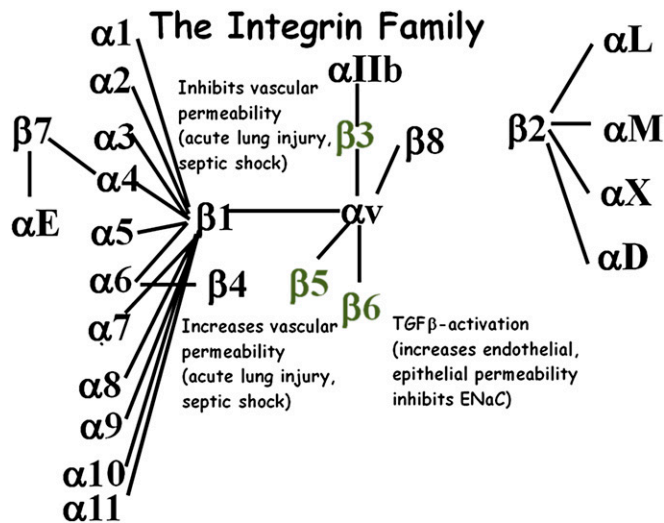 The Integrin Family
α1
α2
α3
α4
α5
α6
α7
α8
α9
α10
α11
β7
αE
β1
β4
Inhibits vascular
permeability
(acute lung injury,
septic shock)
αIIb
β3
β8
αv
β5
β6
Increases vascular
permeability
(acute lung injury,
septic shock)
TGFβ-activation
(increases endothelial,
epithelial permeability
inhibits ENaC)
β2
αL
αM
αX
αD